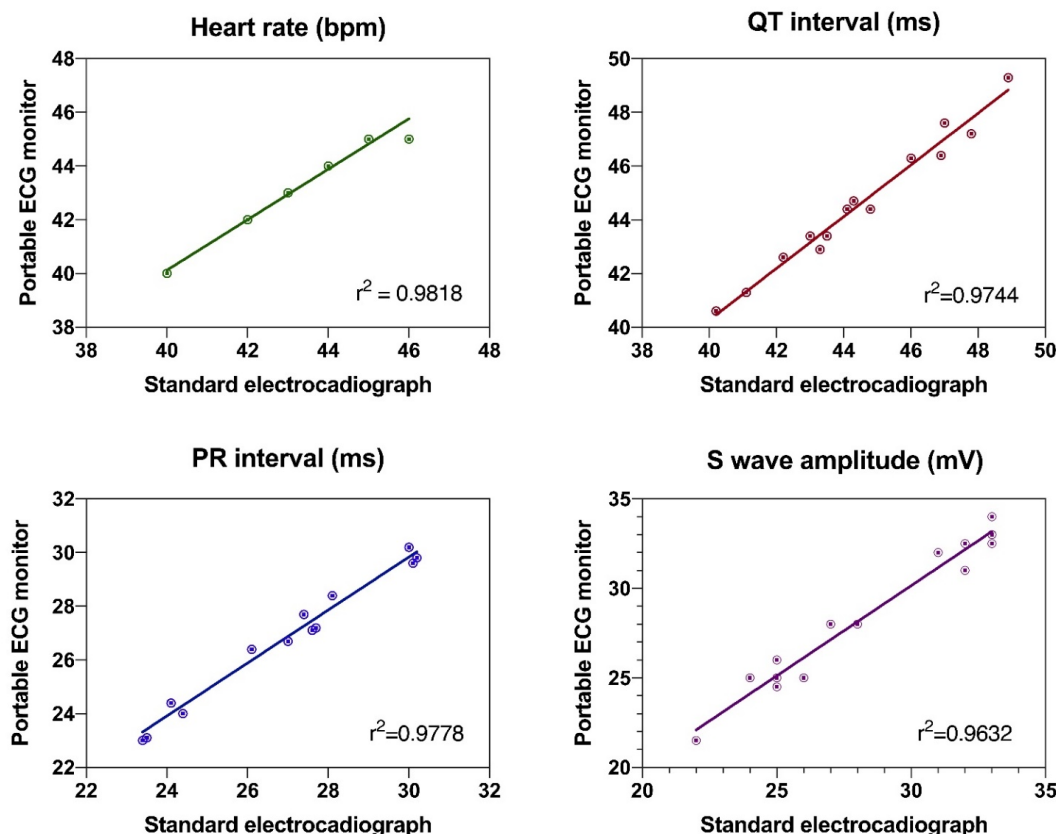 Heart rate (bpm)
48
46
44
42
40
38
Portable ECG monitor
r² = 0.9818
38 40 42 44 46 48
Standard electrocadiograph
QT interval (ms)
50
48
46
44
42
40
Portable ECG monitor
r²=0.9744
38 40 42 44 46 48 50
Standard electrocadiograph
PR interval (ms)
32
30
28
26
24
22
Portable ECG monitor
r²=0.9778
22 24 26 28 30 32
Standard electrocadiograph
S wave amplitude (mV)
35
30
25
20
Portable ECG monitor
r²=0.9632
20 25 30 35
Standard electrocadiograph